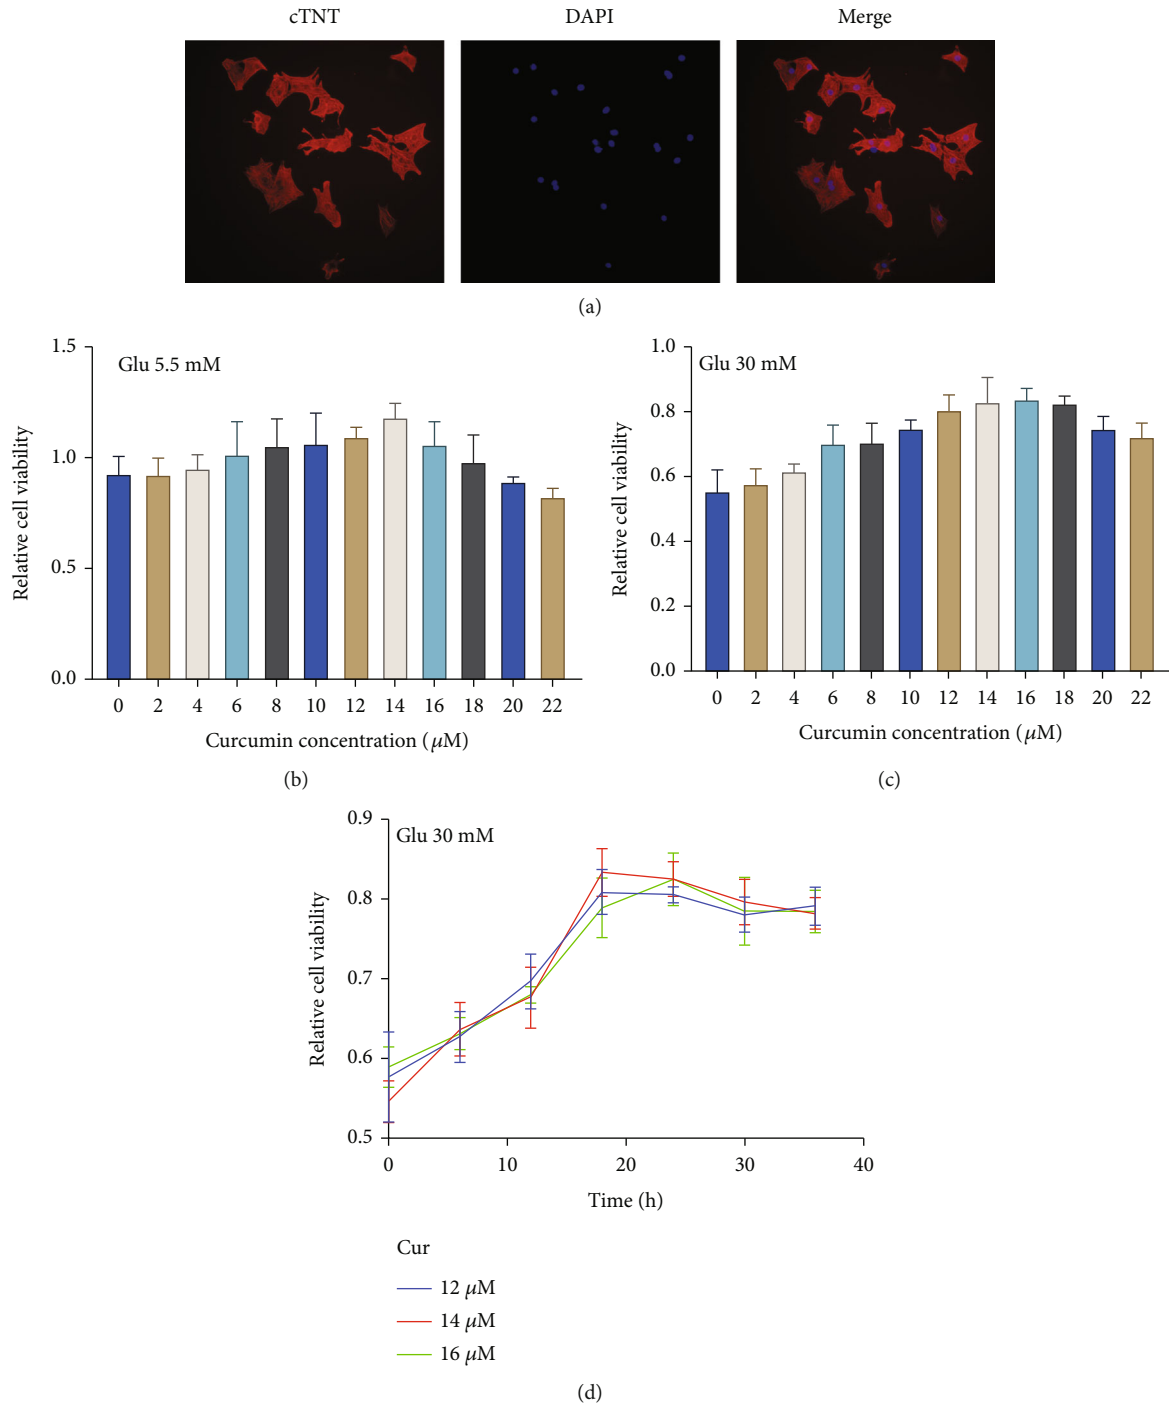 cTNT DAPI Merge
(a)
Glu 5.5 mM
Relative cell viability
1.5
1.0
0.5
0.0
0 2 4 6 8 10 12 14 16 18 20 22
Curcumin concentration (μM)
(b)
Glu 30 mM
Relative cell viability
1.0
0.8
0.6
0.4
0.2
0.0
0 2 4 6 8 10 12 14 16 18 20 22
Curcumin concentration (μM)
(c)
Glu 30 mM
Relative cell viability
0.9
0.8
0.7
0.6
0.5
0 10 20 30 40
Time (h)
Cur
12 μM
14 μM
16 μM
(d)